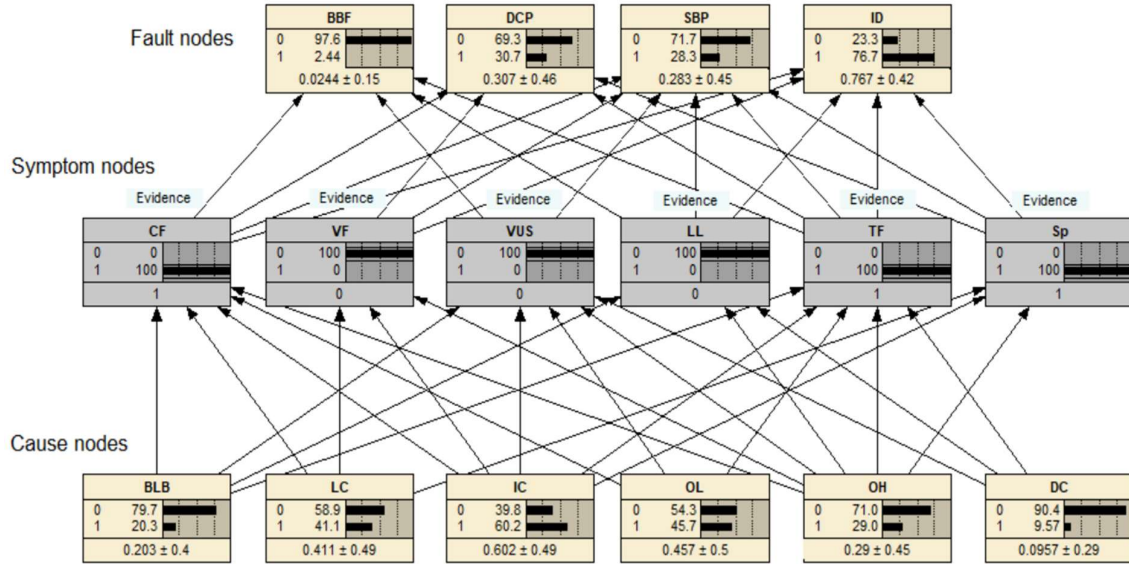 Fault nodes
BBF
0 97.6
1 2.44
0.0244 ± 0.15
DCP
0 69.3
1 30.7
0.307 ± 0.46
SBP
0 71.7
1 28.3
0.283 ± 0.45
ID
0 23.3
1 76.7
0.767 ± 0.42
Symptom nodes
Evidence
Evidence
Evidence
Evidence
Evidence
Evidence
CF
0 0
1 100
1
VF
0 100
1 0
0
VUS
0 100
1 0
0
LL
0 100
1 0
0
TF
0 0
1 100
1
Sp
0 0
1 100
1
Cause nodes
BLB
0 79.7
1 20.3
0.203 ± 0.4
LC
0 58.9
1 41.1
0.411 ± 0.49
IC
0 39.8
1 60.2
0.602 ± 0.49
OL
0 54.3
1 45.7
0.457 ± 0.5
OH
0 71.0
1 29.0
0.29 ± 0.45
DC
0 90.4
1 9.57
0.0957 ± 0.29